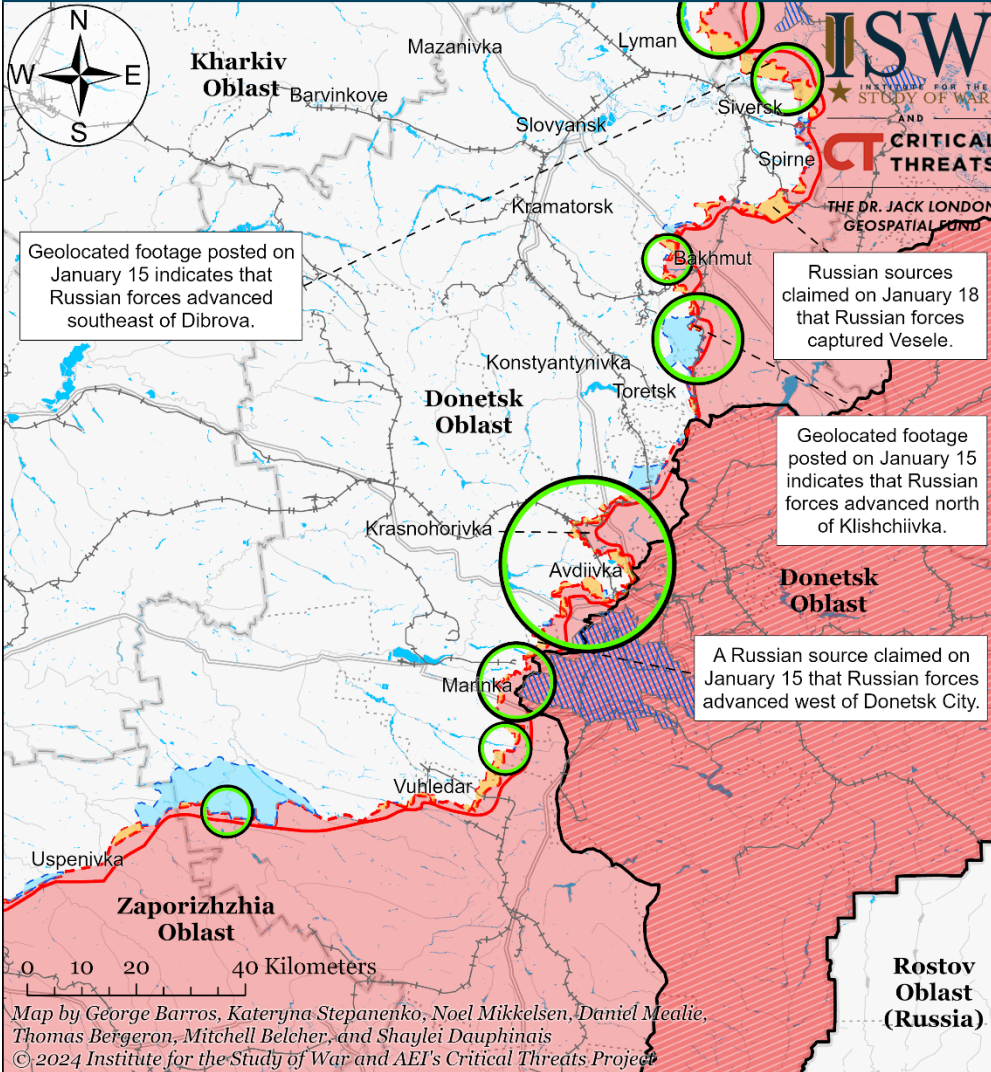 N
W
E
S
Kharkiv
Oblast
Mazanivka
Lyman
Barvinkove
Siversk
Slovyansk
Spirne
Kramatorsk
ISW
INSTITUTE FOR THE
STUDY OF WAR
AND
CT CRITICAL
THREATS
THE DR. JACK LONDON
GEOSPATIAL FUND
Geolocated footage posted on
January 15 indicates that
Russian forces advanced
southeast of Dibrova.
Bakhmut
Russian sources
claimed on January 18
that Russian forces
captured Vesele.
Konstyantynivka
Toretsk
Donetsk
Oblast
Geolocated footage
posted on January 15
indicates that Russian
forces advanced north
of Klishchiivka.
Krasnohorivka
Avdiivka
Donetsk
Oblast
A Russian source claimed on
January 15 that Russian forces
advanced west of Donetsk City.
Marinka
Vuhledar
Uspenivka
Zaporizhzhia
Oblast
Rostov
Oblast
(Russia)
0 10 20 40 Kilometers
Map by George Barros, Kateryna Stepanenko, Noel Mikkelsen, Daniel Mealie,
Thomas Bergeron, Mitchell Belcher, and Shaylei Dauphinais
© 2024 Institute for the Study of War and AEI's Critical Threats Project